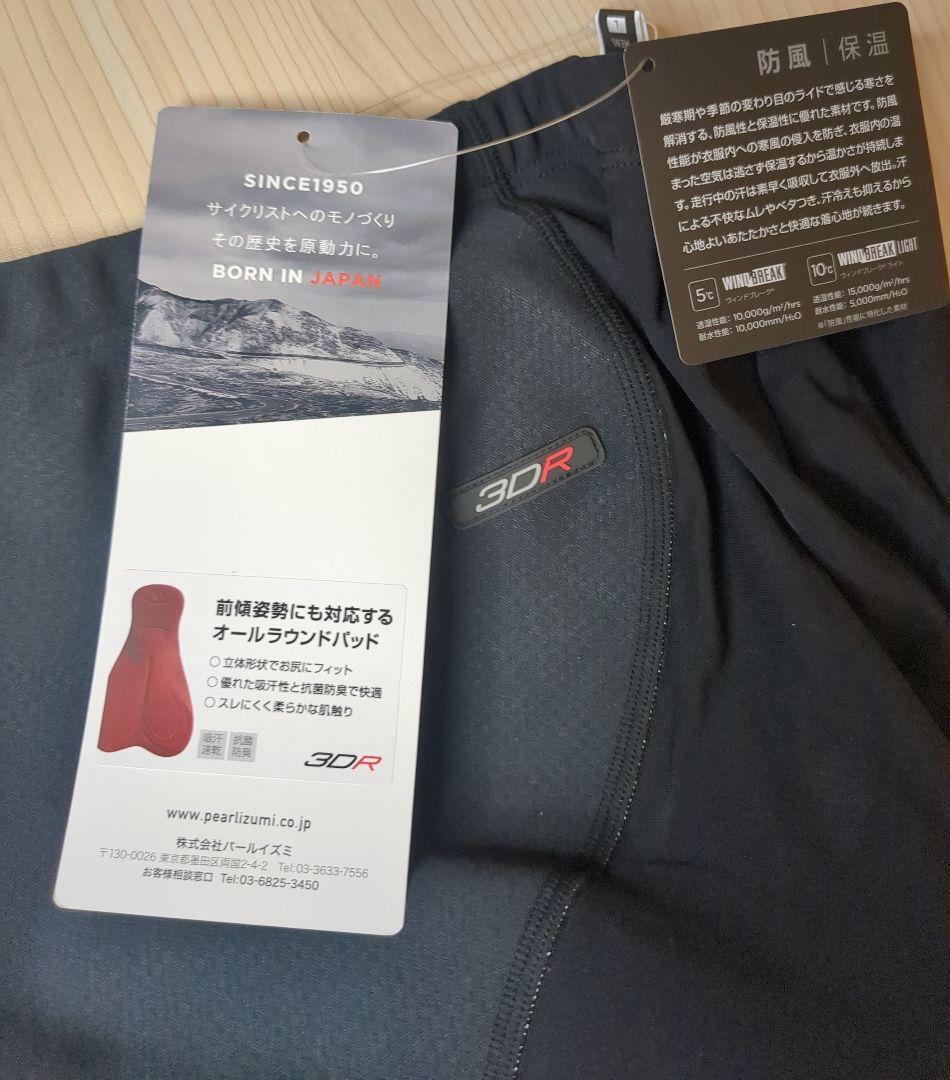 SINCE1950
サイクリストへのモノづくり
その歴史を原動力に。
BORN IN JAPAN
前傾姿勢にも対応する
オールラウンドパッド
○ 立体形状でお尻にフィット
○ 優れた吸汗性と抗菌防臭で快適
○ スレにくく柔らかな肌触り
吸汗
速乾
抗菌
防臭
3DR
www.pearlizumi.co.jp
株式会社パールイズミ
〒130-0026 東京都墨田区両国2-4-2 Tel:03-3633-7556
お客様相談窓口 Tel:03-6825-3450
3DR
1
MENS
防風｜保温
厳寒期や季節の変わり目のライドで感じる寒さを
解消する、防風性と保温性に優れた素材です。防風
性能が衣服内への寒風の侵入を防ぎ、衣服内の温
まった空気は逃さず保温するから温かさが持続しま
す。走行中の汗は素早く吸収して衣服外へ放出。汗
による不快なムレやベタつき、汗冷えも抑えるから
心地よいあたたかさと快適な着心地が続きます。
5℃ WINDBREAK
ウィンドブレーク®
透湿性能: 10,000g/m²/hrs
耐水性能: 10,000mm/H₂O
10℃ WINDBREAK LIGHT
ウィンドブレーク® ライト
透湿性能: 15,000g/m²/hrs
耐水性能: 5,000mm/H₂O
※「防風」性能に特化した素材